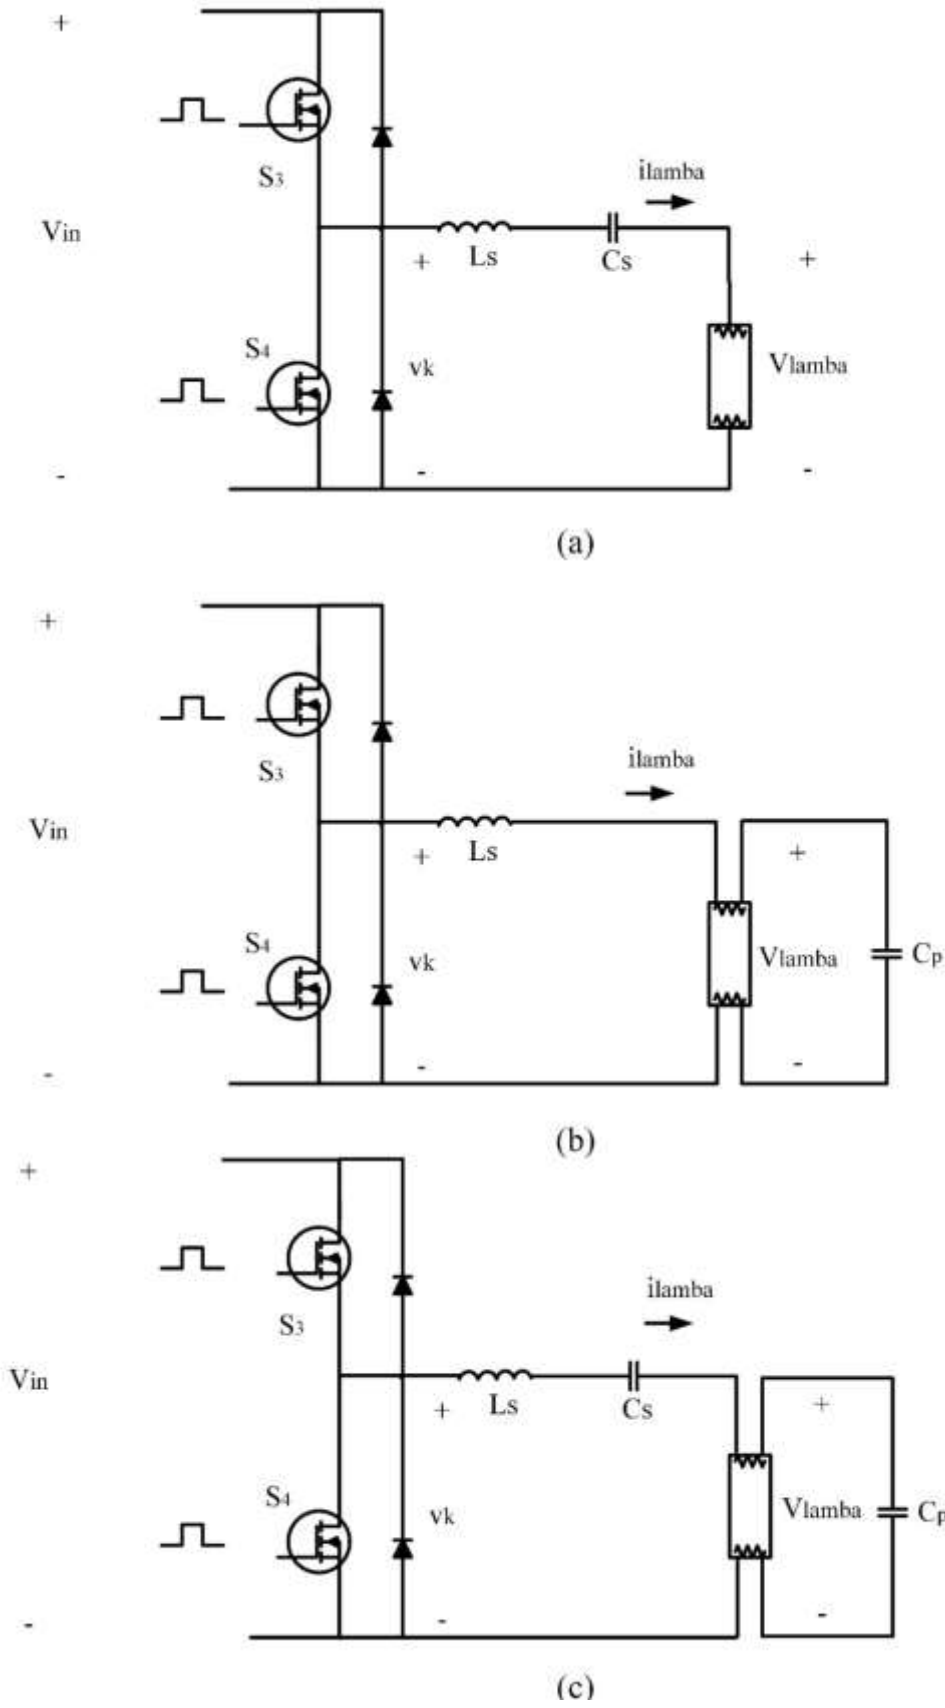 +
S3
ilamba
Vin
+
Ls
Cs
+
S4
vk
Vlamba
-
-
-
(a)
+
S3
ilamba
Vin
+
Ls
+
S4
vk
Vlamba
Cp
-
-
-
(b)
+
S3
ilamba
Vin
+
Ls
Cs
+
S4
vk
Vlamba
Cp
-
-
-
(c)